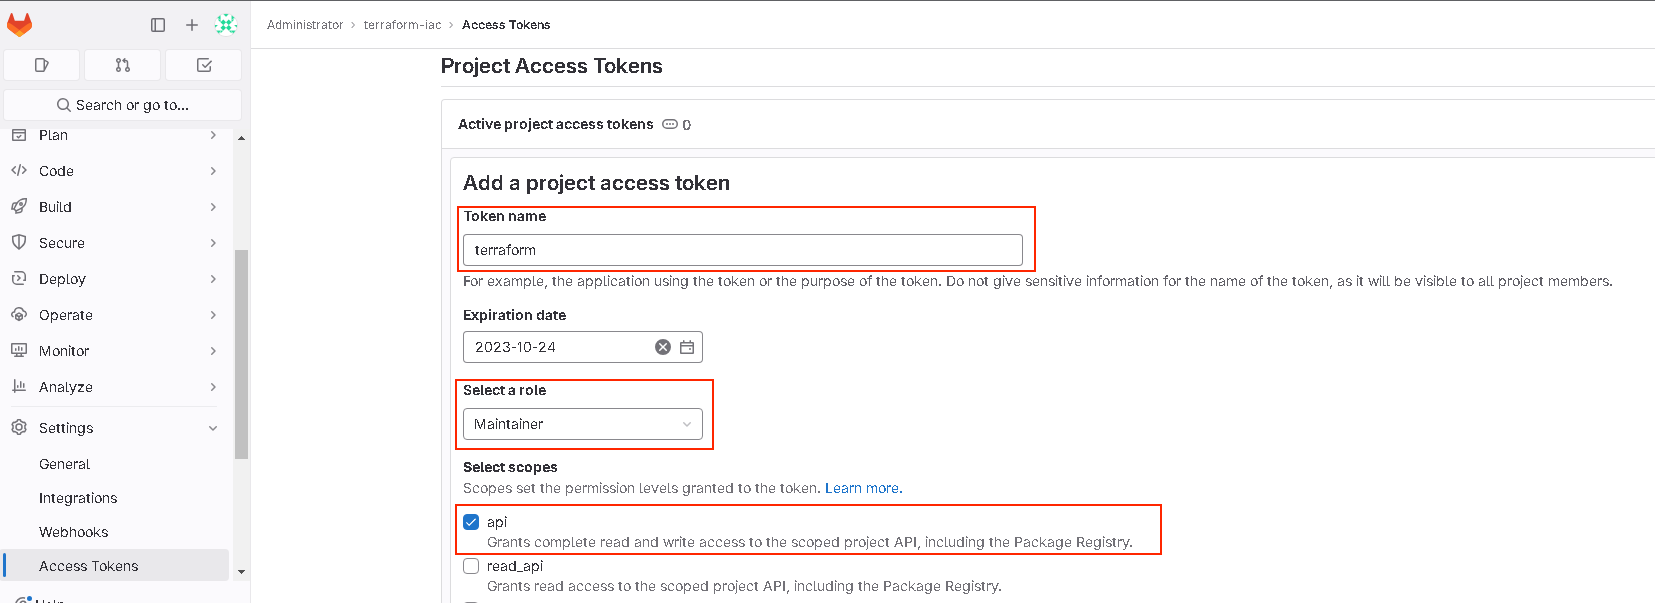 Administrator > terraform-iac > Access Tokens
Search or go to...
Plan
Code
Build
Secure
Deploy
Operate
Monitor
Analyze
Settings
General
Integrations
Webhooks
Access Tokens
Help
Project Access Tokens
Active project access tokens 0
Add a project access token
Token name
terraform
For example, the application using the token or the purpose of the token. Do not give sensitive information for the name of the token, as it will be visible to all project members.
Expiration date
2023-10-24
Select a role
Maintainer
Select scopes
Scopes set the permission levels granted to the token. Learn more.
api
Grants complete read and write access to the scoped project API, including the Package Registry.
read_api
Grants read access to the scoped project API, including the Package Registry.